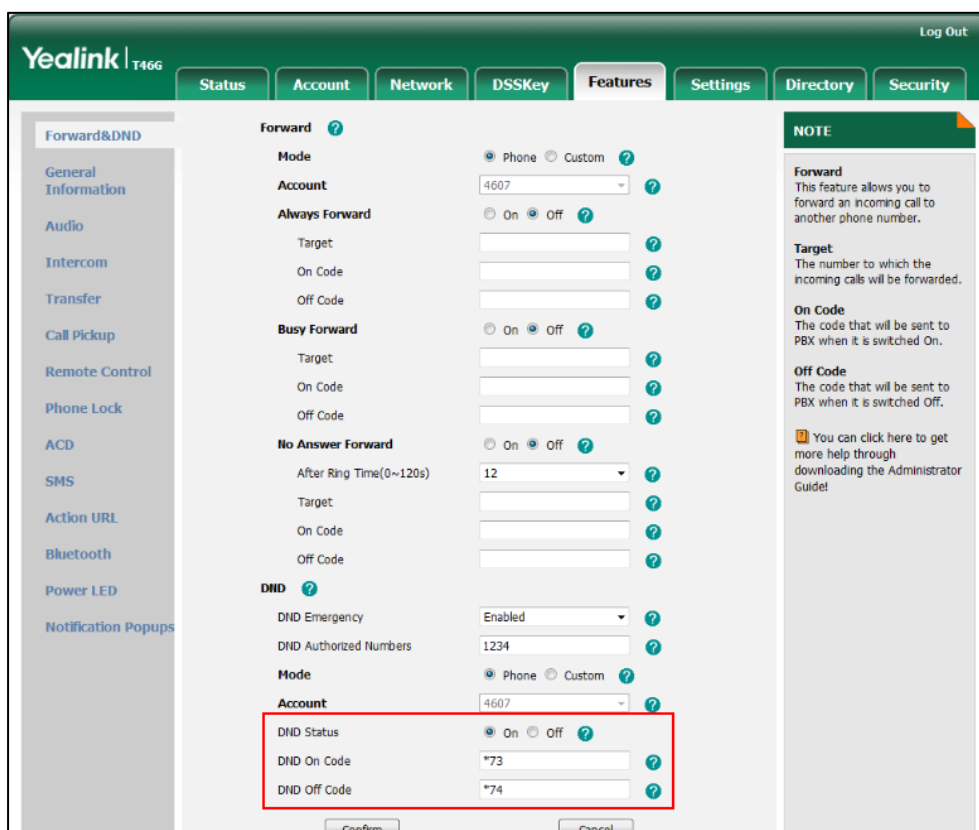 Log Out
Yealink T46G
Status Account Network DSSKey Features Settings Directory Security
Forward&DND
General
Information
Audio
Intercom
Transfer
Call Pickup
Remote Control
Phone Lock
ACD
SMS
Action URL
Bluetooth
Power LED
Notification Popups
Forward ?
Mode Phone Custom ?
Account 4607 ?
Always Forward On Off ?
Target ?
On Code ?
Off Code ?
Busy Forward On Off ?
Target ?
On Code ?
Off Code ?
No Answer Forward On Off ?
After Ring Time(0~120s) 12 ?
Target ?
On Code ?
Off Code ?
DND ?
DND Emergency Enabled ?
DND Authorized Numbers 1234 ?
Mode Phone Custom ?
Account 4607 ?
DND Status On Off ?
DND On Code *73 ?
DND Off Code *74 ?
Confirm Cancel
NOTE
Forward
This feature allows you to
forward an incoming call to
another phone number.
Target
The number to which the
incoming calls will be forwarded.
On Code
The code that will be sent to
PBX when it is switched On.
Off Code
The code that will be sent to
PBX when it is switched Off.
? You can click here to get
more help through
downloading the Administrator
Guide!